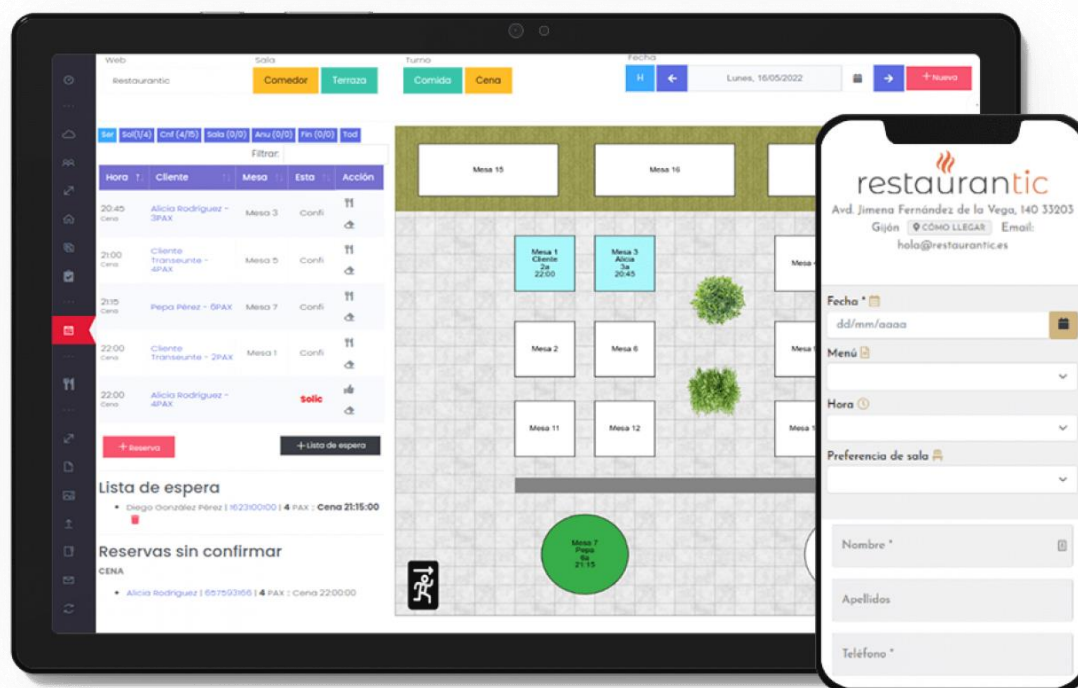 Web Sala Turno Fecha
Restaurantic Comedor Terraza Comida Cena H Lunes, 16/05/2022 +Nuevo
Ser Sol(1/4) Cnf (4/15) Sala (0/0) Anu (0/0) Fin (0/0) Tod
Filtrar:
Hora Cliente Mesa Esta Acción
20:45 Alicia Rodriguez - Mesa 3 Confi
Cena 3PAX
21:00 Cliente Mesa 5 Confi
Cena Transeunte -
4PAX
21:15 Pepa Pérez - 6PAX Mesa 7 Confi
Cena
22:00 Cliente Mesa 1 Confi
Cena Transeunte - 2PAX
22:00 Alicia Rodriguez - Solic
Cena 4PAX
+Reserva +Lista de espera
Lista de espera
Diego González Pérez | 1623100100 | 4 PAX : Cena 21:15:00
Reservas sin confirmar
CENA
Alicia Rodriguez | 657593166 | 4 PAX : Cena 22:00:00
Mesa 15 Mesa 16
Mesa 1
Cliente
2a
22:00
Mesa 3
Alicia
3a
20:45
Mesa 2 Mesa 6
Mesa 11 Mesa 12
Mesa 7
Pepa
6a
21:15
restaurantic
Avd. Jimena Fernández de la Vega, 140 33203
Gijón CÓMO LLEGAR Email:
hola@restaurantic.es
Fecha *
dd/mm/aaaa
Menú
Hora
Preferencia de sala
Nombre *
Apellidos
Teléfono *